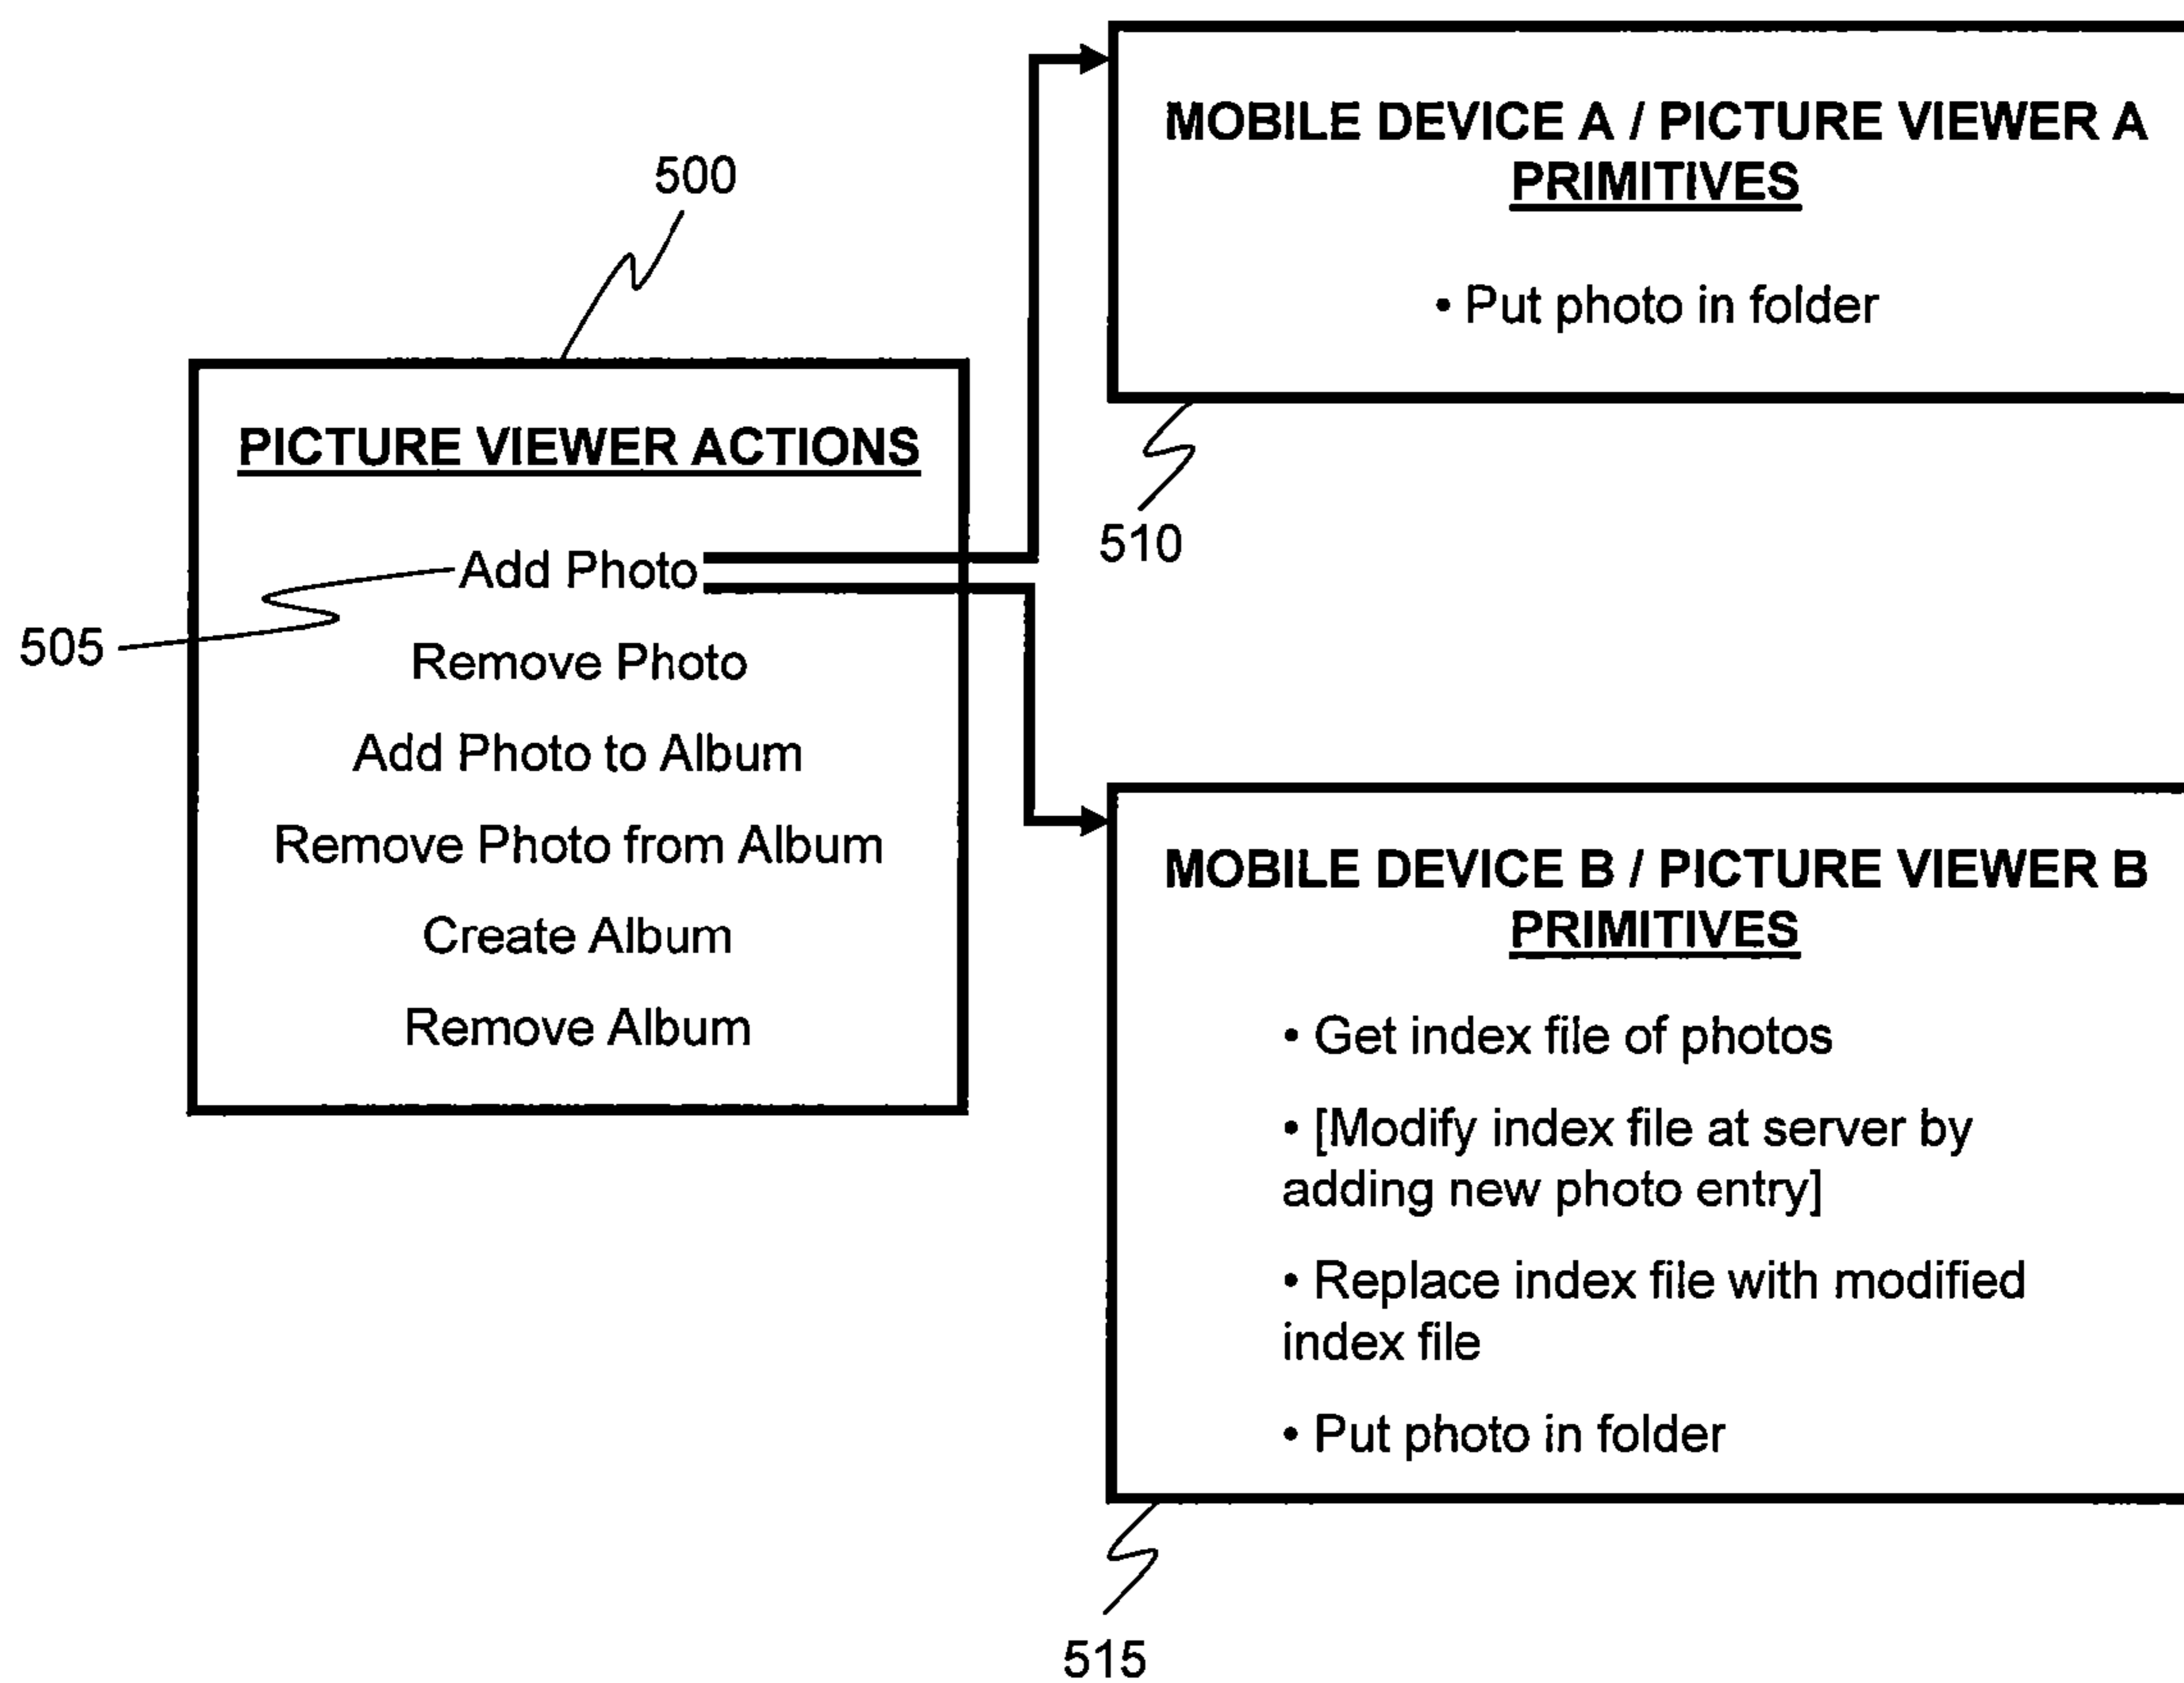 500
PICTURE VIEWER ACTIONS
Add Photo
505
Remove Photo
Add Photo to Album
Remove Photo from Album
Create Album
Remove Album
MOBILE DEVICE A / PICTURE VIEWER A
PRIMITIVES
• Put photo in folder
510
MOBILE DEVICE B / PICTURE VIEWER B
PRIMITIVES
• Get index file of photos
• [Modify index file at server by
adding new photo entry]
• Replace index file with modified
index file
• Put photo in folder
515